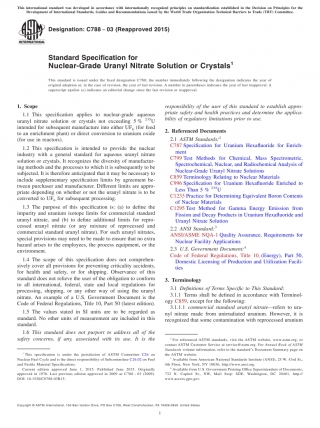 This international standard was developed in accordance with internationally recognized principles on standardization established in the Decision on Principles for the
Development of International Standards, Guides and Recommendations issued by the World Trade Organization Technical Barriers to Trade (TBT) Committee.
Designation: C788 − 03 (Reapproved 2015)
Standard Specification for
Nuclear-Grade Uranyl Nitrate Solution or Crystals1
This standard is issued under the fixed designation C788; the number immediately following the designation indicates the year of
original adoption or, in the case of revision, the year of last revision. A number in parentheses indicates the year of last reapproval. A
superscript epsilon (ε) indicates an editorial change since the last revision or reapproval.
1. Scope
1.1 This specification applies to nuclear-grade aqueous
uranyl nitrate solution or crystals not exceeding 5 % 235U
intended for subsequent manufacture into either UF6 (for feed
to an enrichment plant) or direct conversion to uranium oxide
(for use in reactors).
1.2 This specification is intended to provide the nuclear
industry with a general standard for aqueous uranyl nitrate
solution or crystals. It recognizes the diversity of manufactur-
ing methods and the processes to which it is subsequently to be
subjected. It is therefore anticipated that it may be necessary to
include supplementary specification limits by agreement be-
tween purchaser and manufacturer. Different limits are appro-
priate depending on whether or not the uranyl nitrate is to be
converted to UF6 for subsequent processing.
1.3 The purpose of this specification is: (a) to define the
impurity and uranium isotope limits for commercial standard
uranyl nitrate, and (b) to define additional limits for repro-
cessed uranyl nitrate (or any mixture of reprocessed and
commercial standard uranyl nitrate). For such uranyl nitrates,
special provisions may need to be made to ensure that no extra
hazard arises to the employees, the process equipment, or the
environment.
1.4 The scope of this specification does not comprehen-
sively cover all provisions for preventing criticality accidents,
for health and safety, or for shipping. Observance of this
standard does not relieve the user of the obligation to conform
to all international, federal, state and local regulations for
processing, shipping, or any other way of using the uranyl
nitrate. An example of a U.S. Government Document is the
Code of Federal Regulations, Title 10, Part 50 (latest edition).
1.5 The values stated in SI units are to be regarded as
standard. No other units of measurement are included in this
standard.
1.6 This standard does not purport to address all of the
safety concerns, if any, associated with its use. It is the
1 This specification is under the jurisdiction of ASTM Committee C26 on
Nuclear Fuel Cycle and is the direct responsibility of Subcommittee C26.02 on Fuel
and Fertile Material Specifications.
Current edition approved June 1, 2015. Published June 2015. Originally
approved in 1976. Last previous edition approved in 2009 as C788 – 03 (2009).
DOI: 10.1520/C0788-03R15.
responsibility of the user of this standard to establish appro-
priate safety and health practices and determine the applica-
bility of regulatory limitations prior to use.
2. Referenced Documents
2.1 ASTM Standards:2
C787 Specification for Uranium Hexafluoride for Enrich-
ment
C799 Test Methods for Chemical, Mass Spectrometric,
Spectrochemical, Nuclear, and Radiochemical Analysis of
Nuclear-Grade Uranyl Nitrate Solutions
C859 Terminology Relating to Nuclear Materials
C996 Specification for Uranium Hexafluoride Enriched to
Less Than 5 % 235U
C1233 Practice for Determining Equivalent Boron Contents
of Nuclear Materials
C1295 Test Method for Gamma Energy Emission from
Fission and Decay Products in Uranium Hexafluoride and
Uranyl Nitrate Solution
2.2 ANSI Standard:3
ANSI/ASME NQA-1 Quality Assurance Requirements for
Nuclear Facility Applications
2.3 U.S. Government Standard:4
Code of Federal Regulations, Title 10, (Energy), Part 50,
Domestic Licensing of Production and Utilization Facili-
ties
3. Terminology
3.1 Definitions of Terms Specific to This Standard:
3.1.1 Terms shall be defined in accordance with Terminol-
ogy C859, except for the following:
3.1.1.1 commercial standard uranyl nitrate—refers to ura-
nyl nitrate made from unirradiated uranium. However, it is
recognized that some contamination with reprocessed uranium
2 For referenced ASTM standards, visit the ASTM website, www.astm.org, or
contact ASTM Customer Service at service@astm.org. For Annual Book of ASTM
Standards volume information, refer to the standard's Document Summary page on
the ASTM website.
3 Available from American National Standards Institute (ANSI), 25 W. 43rd St.,
4th Floor, New York, NY 10036, http://www.ansi.org.
4 Available from U.S. Government Printing Office Superintendent of Documents,
732 N. Capitol St., NW, Mail Stop: SDE, Washington, DC 20401, http://
www.access.gpo.gov.
Copyright © ASTM International, 100 Barr Harbor Drive, PO Box C700, West Conshohocken, PA 19428-2959. United States
1